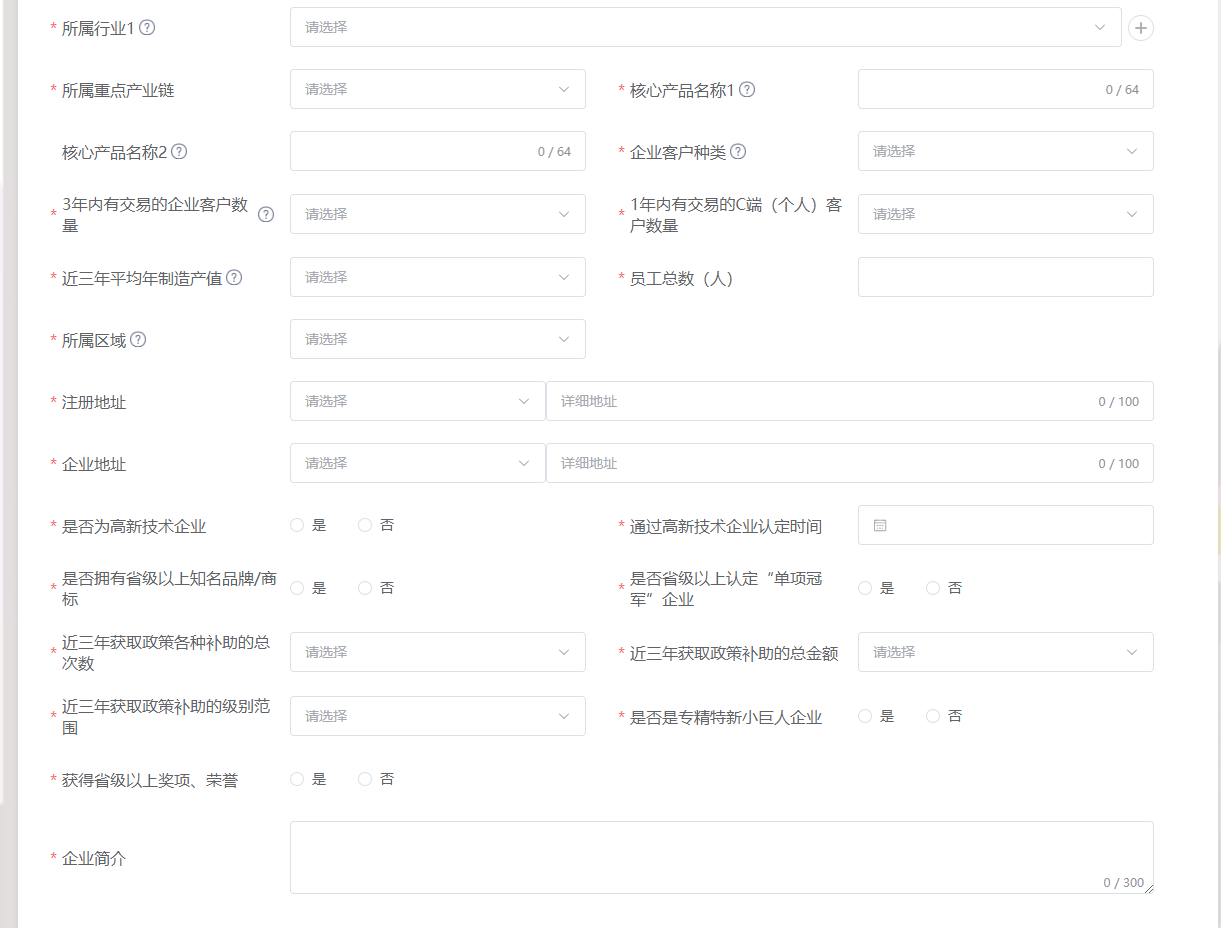 * 所属行业1 请选择
* 所属重点产业链 请选择 * 核心产品名称1 0 / 64
核心产品名称2 0 / 64 * 企业客户种类 请选择
* 3年内有交易的企业客户数
量 请选择 * 1年内有交易的C端（个人）客
户数量 请选择
* 近三年平均年制造产值 请选择 * 员工总数（人）
* 所属区域 请选择
* 注册地址 请选择 详细地址 0 / 100
* 企业地址 请选择 详细地址 0 / 100
* 是否为高新技术企业 是 否 * 通过高新技术企业认定时间
* 是否拥有省级以上知名品牌/商
标 是 否 * 是否省级以上认定“单项冠
军”企业 是 否
* 近三年获取政策各种补助的总
次数 请选择 * 近三年获取政策补助的总金额 请选择
* 近三年获取政策补助的级别范
围 请选择 * 是否是专精特新小巨人企业 是 否
* 获得省级以上奖项、荣誉 是 否
* 企业简介 0 / 300